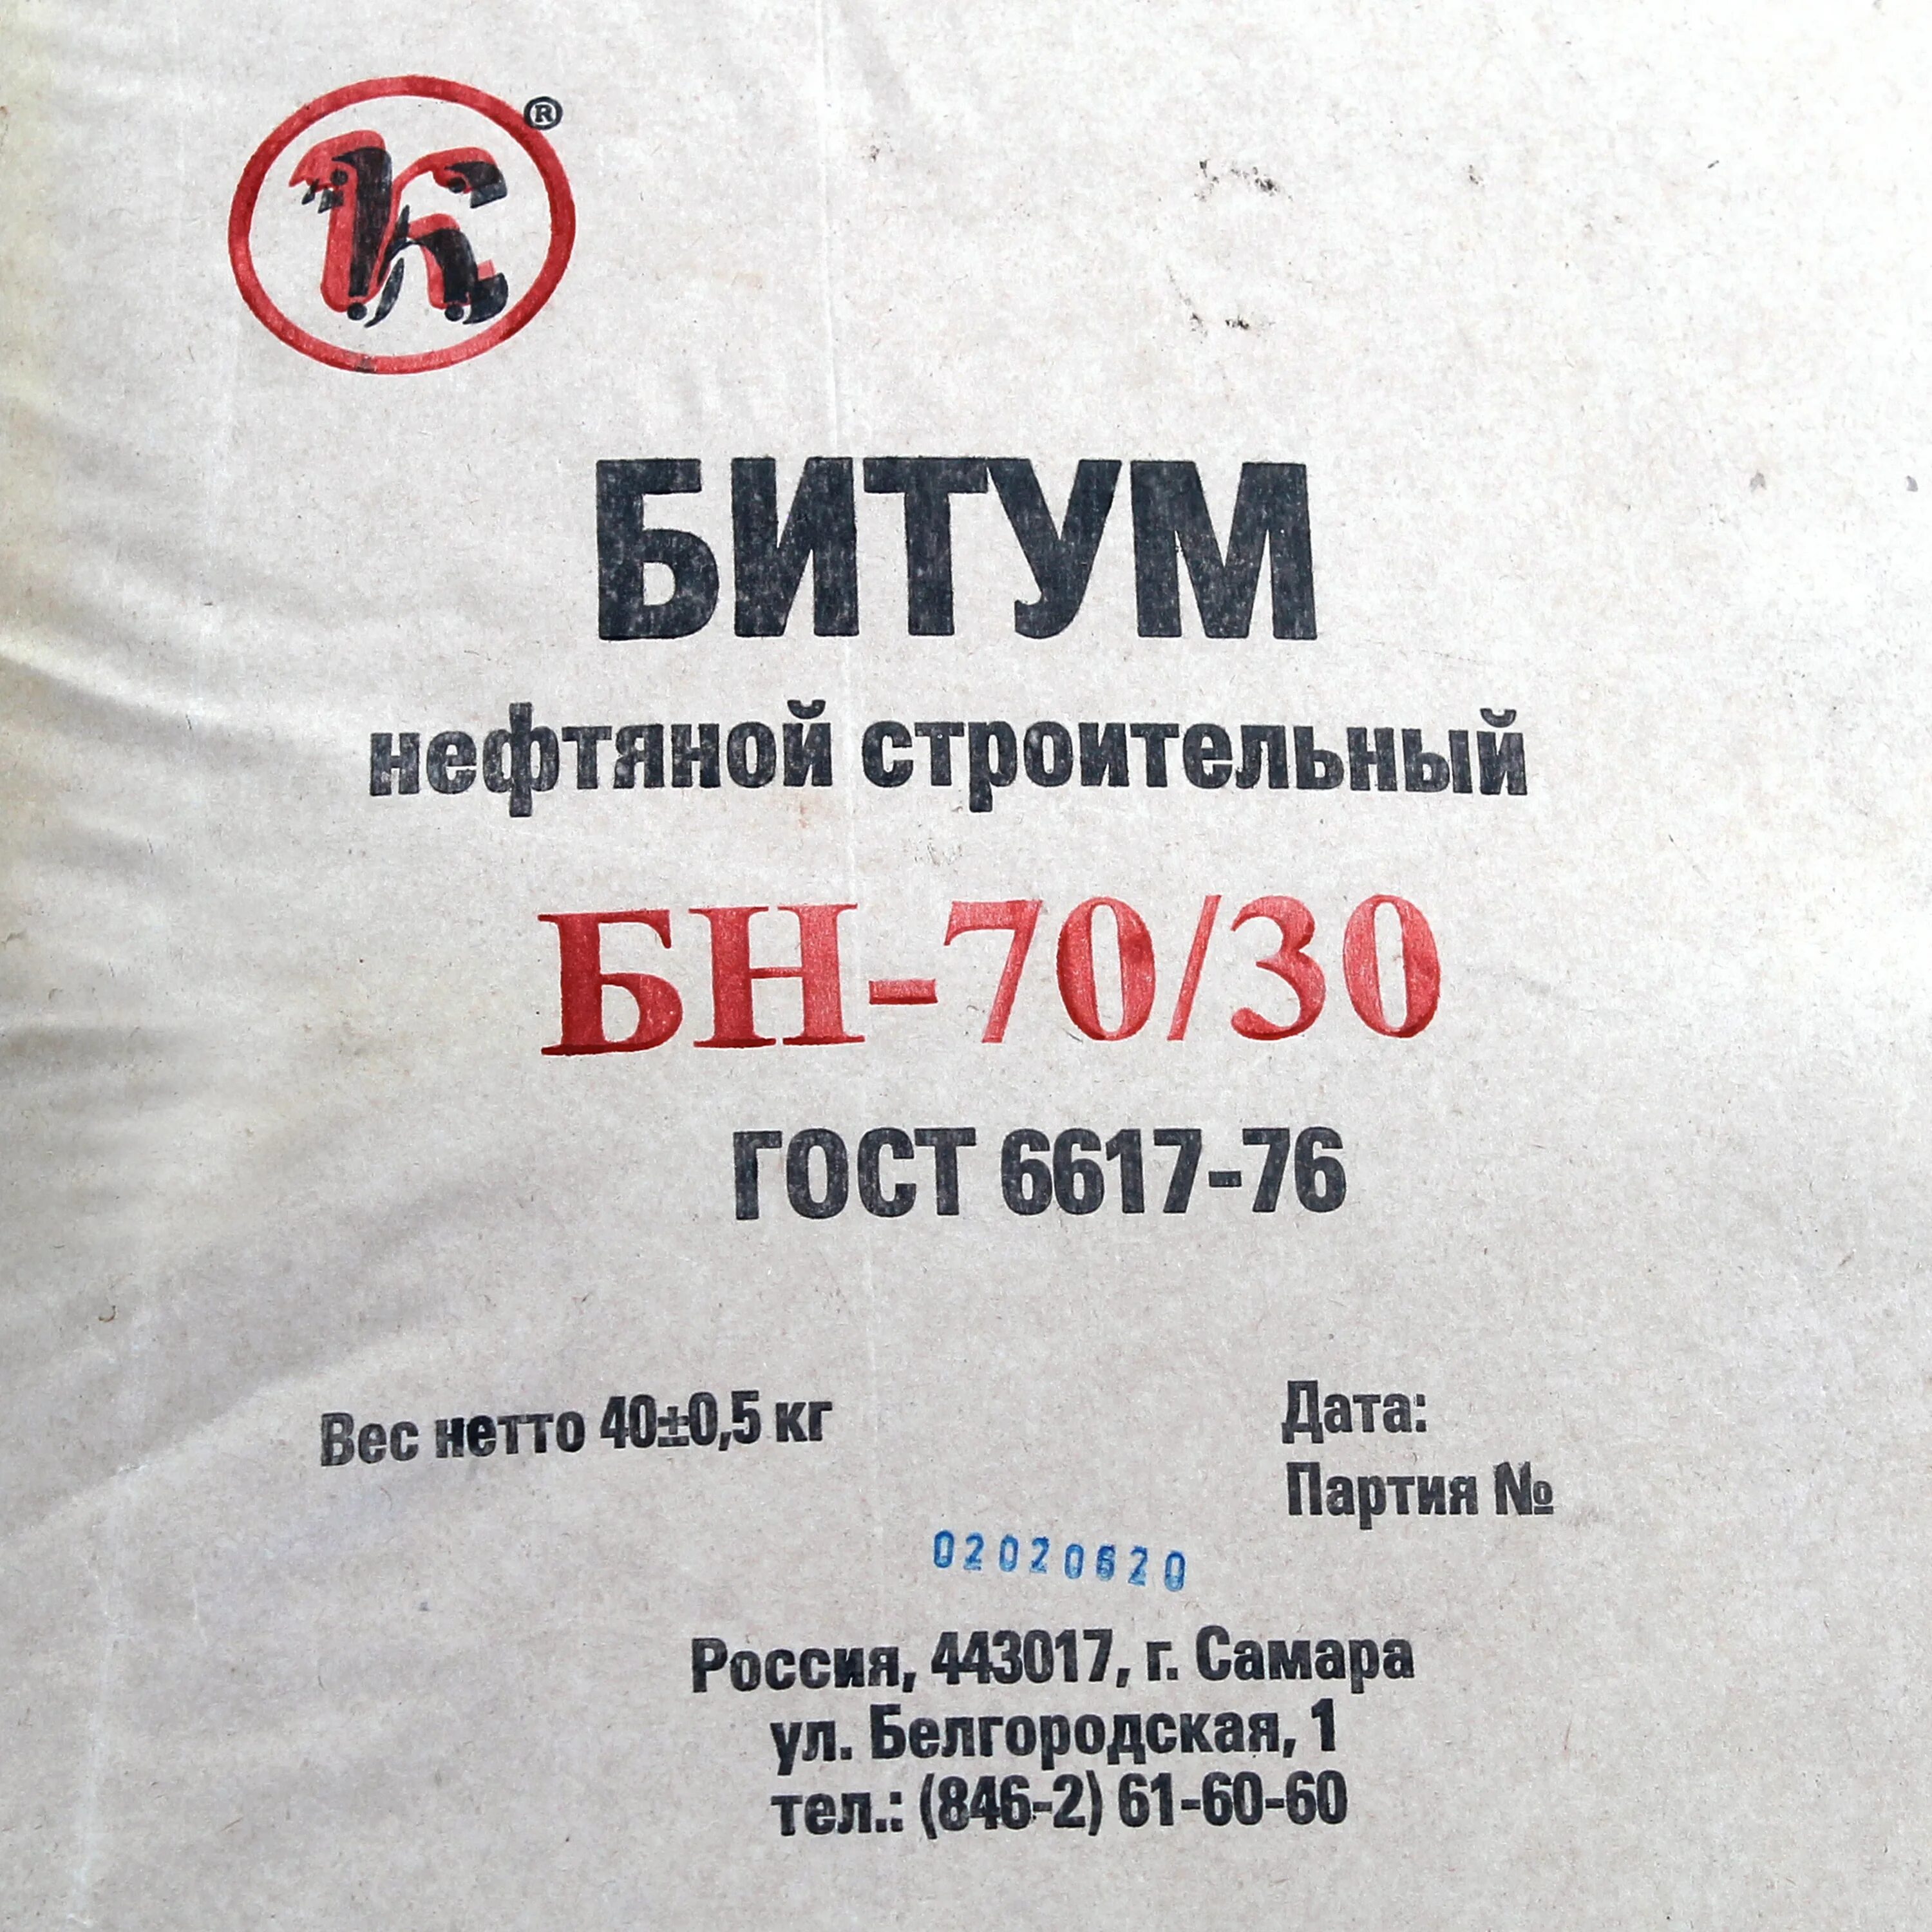 К®
БИТУМ
нефтяной строительный
БН-70/30
ГОСТ 6617-76
Вес нетто 40±0,5 кг
Дата:
Партия №
02020620
Россия, 443017, г. Самара
ул. Белгородская, 1
тел.: (846-2) 61-60-60